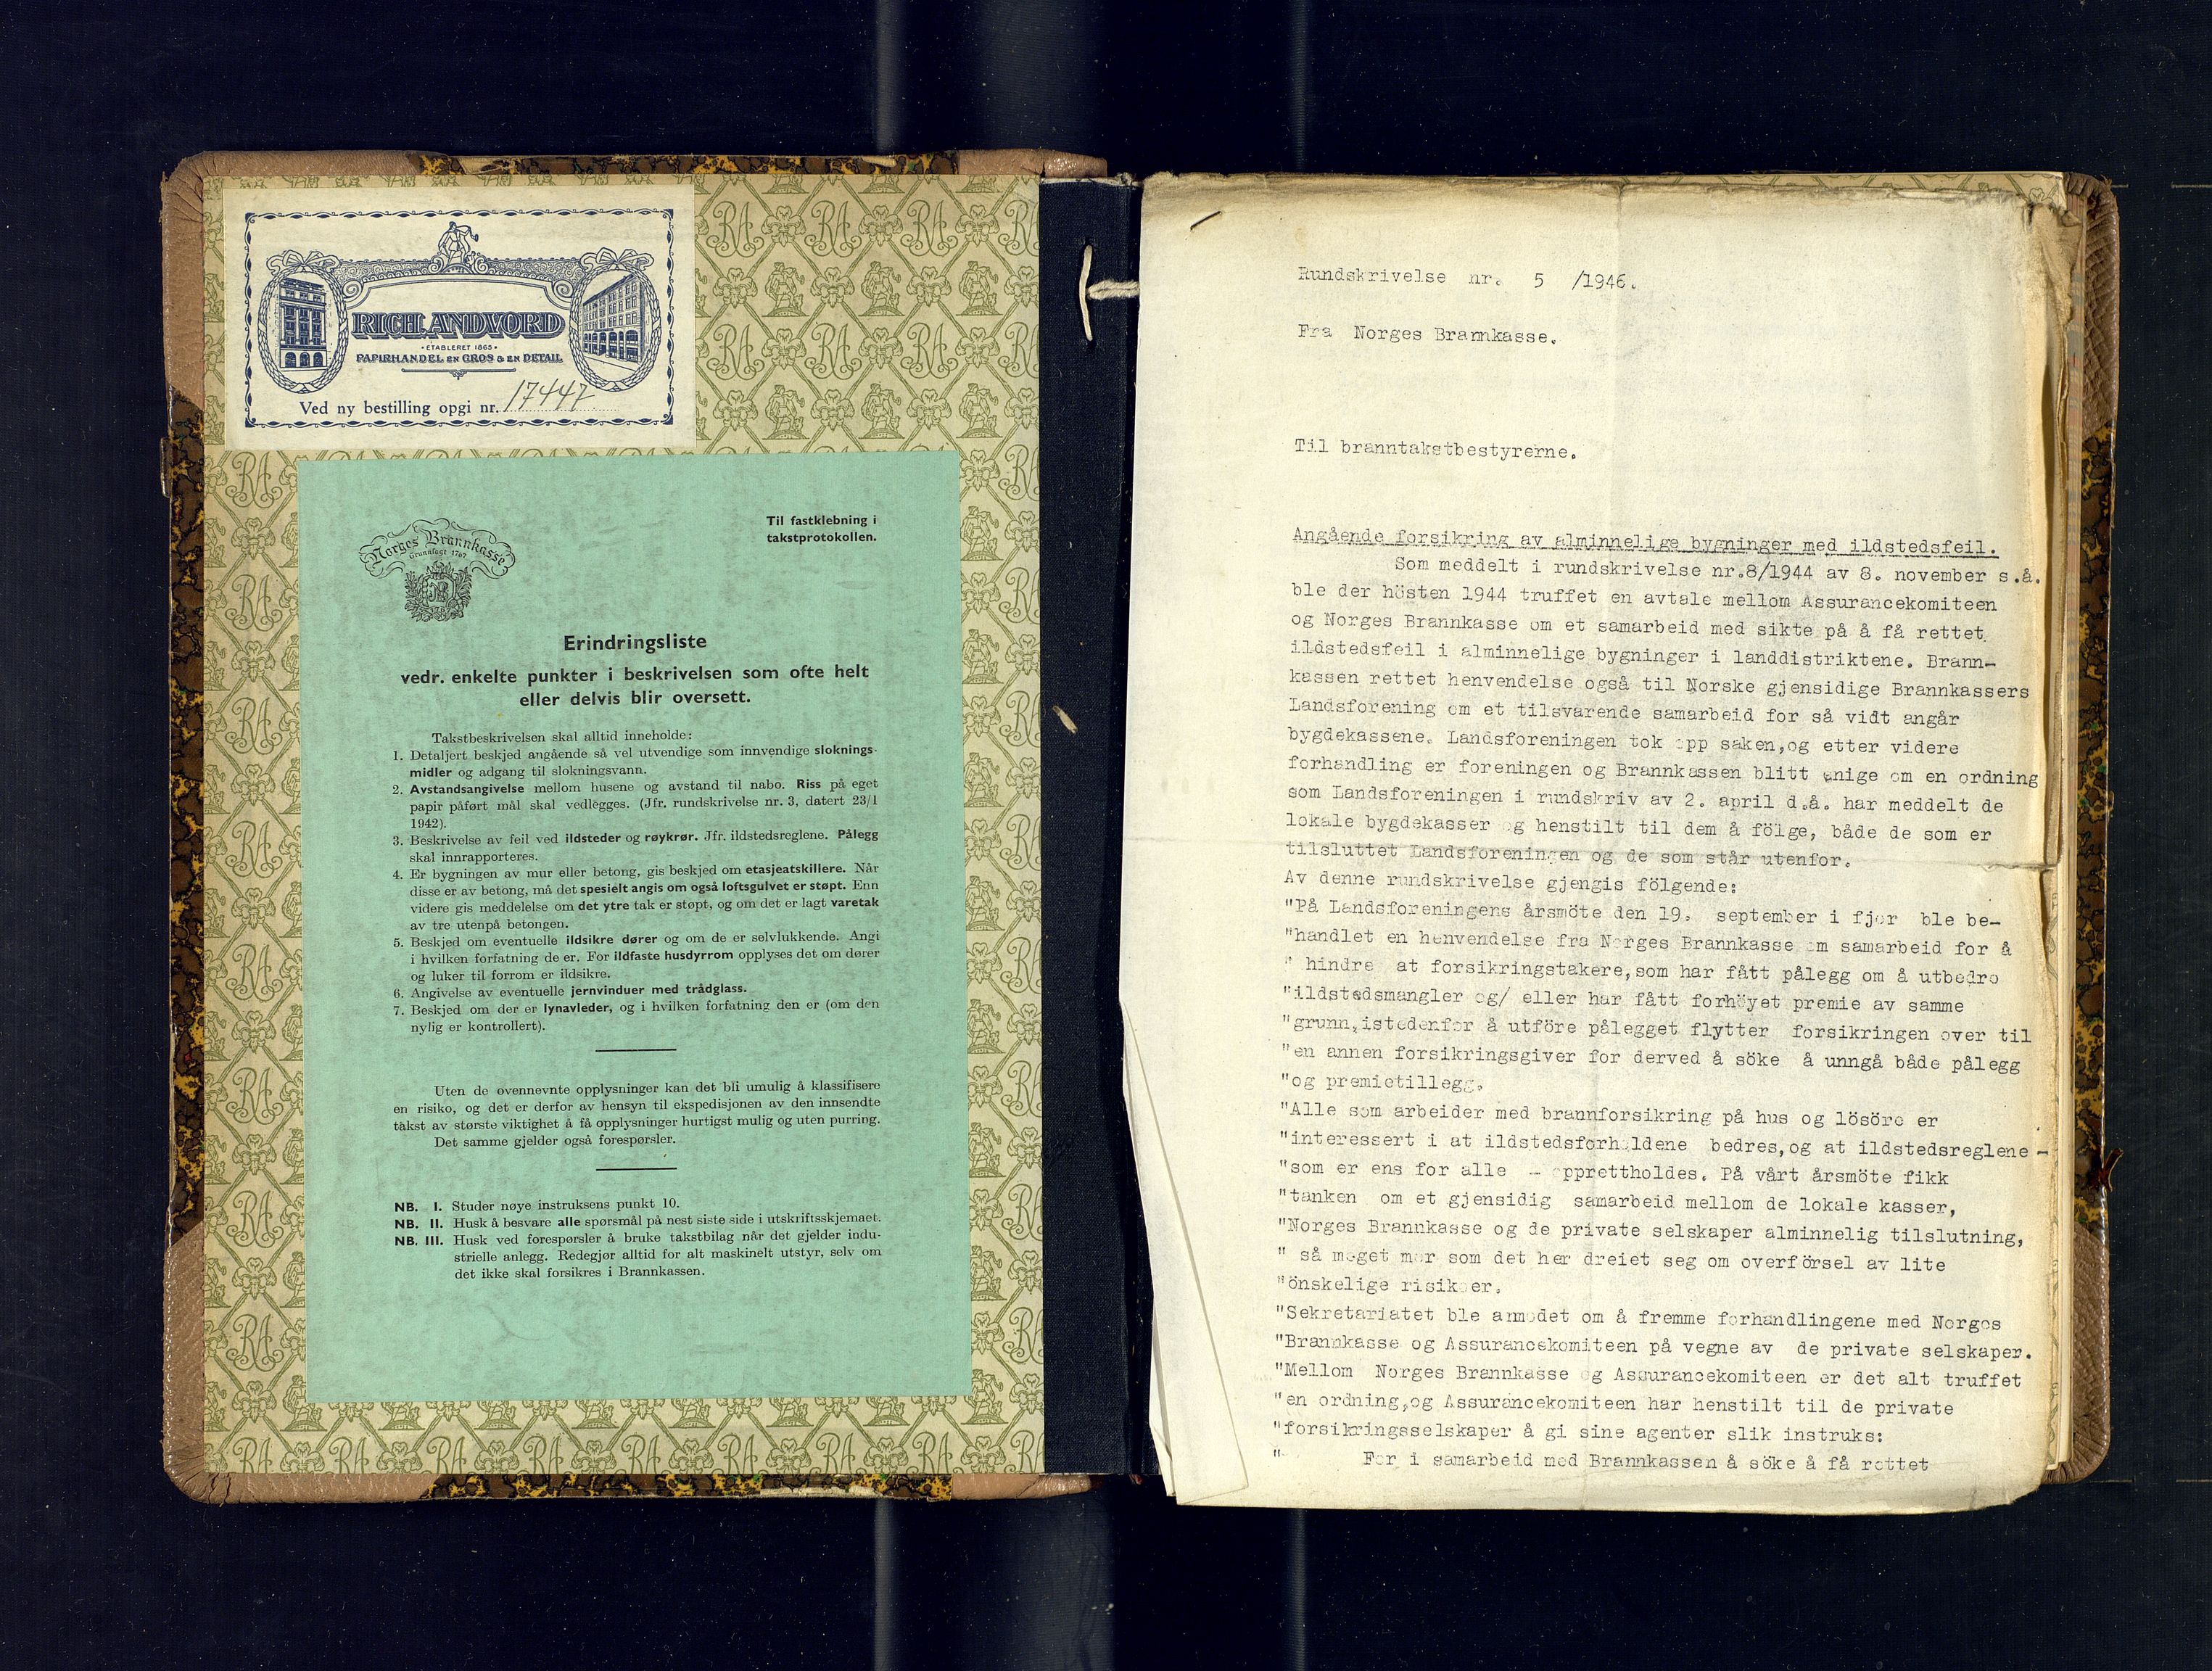 RICH. ANDVORD
• ETABLERET 1865 •
PAPIRHANDEL EN GROS & EN DETAIL
Ved ny bestilling opgi nr. 17447
Til fastklebning i
takstprotokollen.
Norges Brannkasse
Grunnlagt 1767
Erindringsliste
vedr. enkelte punkter i beskrivelsen som ofte helt
eller delvis blir oversett.
Takstbeskrivelsen skal alltid inneholde:
1. Detaljert beskjed angående så vel utvendige som innvendige sloknings-
midler og adgang til slokningsvann.
2. Avstandsangivelse mellom husene og avstand til nabo. Riss på eget
papir påført mål skal vedlegges. (Jfr. rundskrivelse nr. 3, datert 23/1
1942).
3. Beskrivelse av feil ved ildsteder og røykrør. Jfr. ildstedsreglene. Pålegg
skal innrapporteres.
4. Er bygningen av mur eller betong, gis beskjed om etasjeatskillere. Når
disse er av betong, må det spesielt angis om også loftsgulvet er støpt. Enn
videre gis meddelelse om det ytre tak er støpt, og om det er lagt varetak
av tre utenpå betongen.
5. Beskjed om eventuelle ildsikre dører og om de er selvlukkende. Angi
i hvilken forfatning de er. For ildfaste husdyrrom opplyses det om dører
og luker til forrom er ildsikre.
6. Angivelse av eventuelle jernvinduer med trådglass.
7. Beskjed om der er lynavleder, og i hvilken forfatning den er (om den
nylig er kontrollert).
Uten de ovennevnte opplysninger kan det bli umulig å klassifisere
en risiko, og det er derfor av hensyn til ekspedisjonen av den innsendte
takst av største viktighet å få opplysninger hurtigst mulig og uten purring.
Det samme gjelder også forespørsler.
NB. I. Studer nøye instruksens punkt 10.
NB. II. Husk å besvare alle spørsmål på nest siste side i utskriftsskjemaet.
NB. III. Husk ved forespørsler å bruke takstbilag når det gjelder indu-
strielle anlegg. Redegjør alltid for alt maskinelt utstyr, selv om
det ikke skal forsikres i Brannkassen.
Rundskrivelse nr. 5 /1946.
Fra Norges Brannkasse.
Til branntakstbestyrerne.
Angående forsikring av alminnelige bygninger med ildstedsfeil.
Som meddelt i rundskrivelse nr.8/1944 av 8. november s.å.
ble der hösten 1944 truffet en avtale mellom Assurancekomiteen
og Norges Brannkasse om et samarbeid med sikte på å få rettet
ildstedsfeil i alminnelige bygninger i landdistriktene. Brann-
kassen rettet henvendelse også til Norske gjensidige Brannkassers
Landsforening om et tilsvarende samarbeid for så vidt angår
bygdekassene. Landsforeningen tok opp saken,og etter videre
forhandling er foreningen og Brannkassen blitt enige om en ordning
som Landsforeningen i rundskriv av 2. april d.å. har meddelt de
lokale bygdekasser og henstilt til dem å fölge, både de som er
tilsluttet Landsforeningen og de som står utenfor.
Av denne rundskrivelse gjengis fölgende:
"På Landsforeningens årsmöte den 19. september i fjor ble be-
"handlet en henvendelse fra Norges Brannkasse om samarbeid for å
" hindre at forsikringstakere,som har fått pålegg om å utbedre
"ildstedsmangler og/ eller har fått forhöyet premie av samme
"grunn,istedenfor å utföre pålegget flytter forsikringen over til
"en annen forsikringsgiver for derved å söke å unngå både pålegg
"og premietillegg.
"Alle som arbeider med brannforsikring på hus og lösöre er
"interessert i at ildstedsforholdene bedres,og at ildstedsreglene -
"som er ens for alle - opprettholdes. På vårt årsmöte fikk
"tanken om et gjensidig samarbeid mellom de lokale kasser,
"Norges Brannkasse og de private selskaper alminnelig tilslutning,
" så meget mer som det her dreiet seg om overförsel av lite
"önskelige risikoer.
"Sekretariatet ble anmodet om å fremme forhandlingene med Norges
"Brannkasse og Assurancekomiteen på vegne av de private selskaper.
"Mellom Norges Brannkasse og Assurancekomiteen er det alt truffet
"en ordning,og Assurancekomiteen har henstilt til de private
"forsikringsselskaper å gi sine agenter slik instruks:
"- For i samarbeid med Brannkassen å söke å få rettet